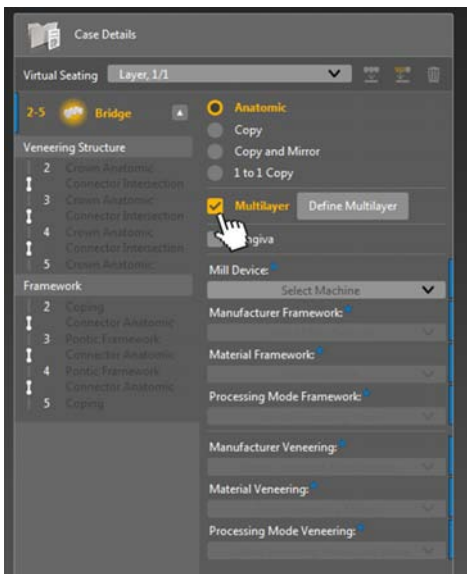 Case Details
Virtual Seating Layer, 1/1
2-5 Bridge
Anatomic
Copy
Copy and Mirror
1 to 1 Copy
Veneering Structure
2 Crown Anatomic
Connector Intersection
3 Crown Anatomic
Connector Intersection
4 Crown Anatomic
Connector Intersection
5 Crown Anatomic
Multilayer Define Multilayer
Mill Device:*
Select Machine
Framework
2 Coping
Connector Anatomic
3 Pontic Framework
Connector Anatomic
4 Pontic Framework
Connector Anatomic
5 Coping
Manufacturer Framework:*
Material Framework:*
Processing Mode Framework:*
Manufacturer Veneering:*
Material Veneering:*
Processing Mode Veneering:*